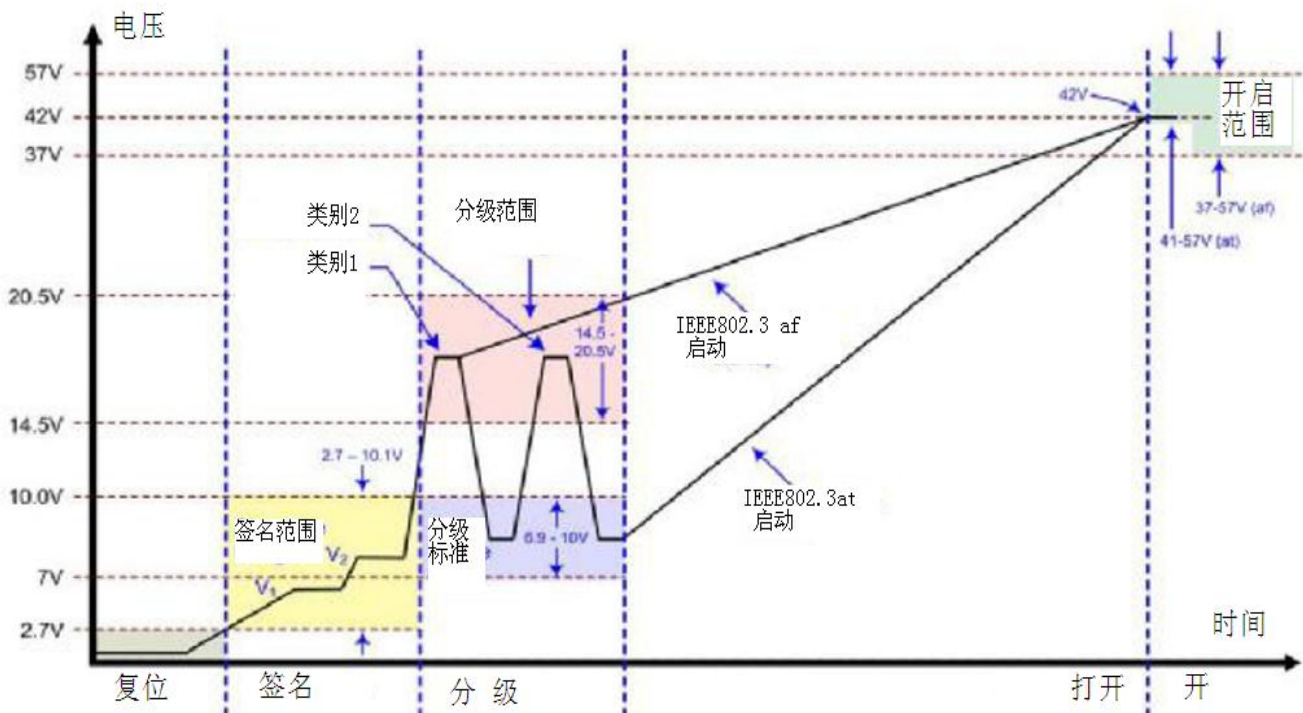 电压
57V
42V
37V
20.5V
14.5V
10.0V
7V
2.7V
42V
开启
范围
37-57V (af)
41-57V (at)
类别2
类别1
分级范围
14.5 -
20.5V
IEEE802.3 af
启动
IEEE802.3at
启动
2.7 – 10.1V
签名范围
V₁
V₂
分级
标准
6.9 - 10V
时间
复位
签名
分 级
打开
开